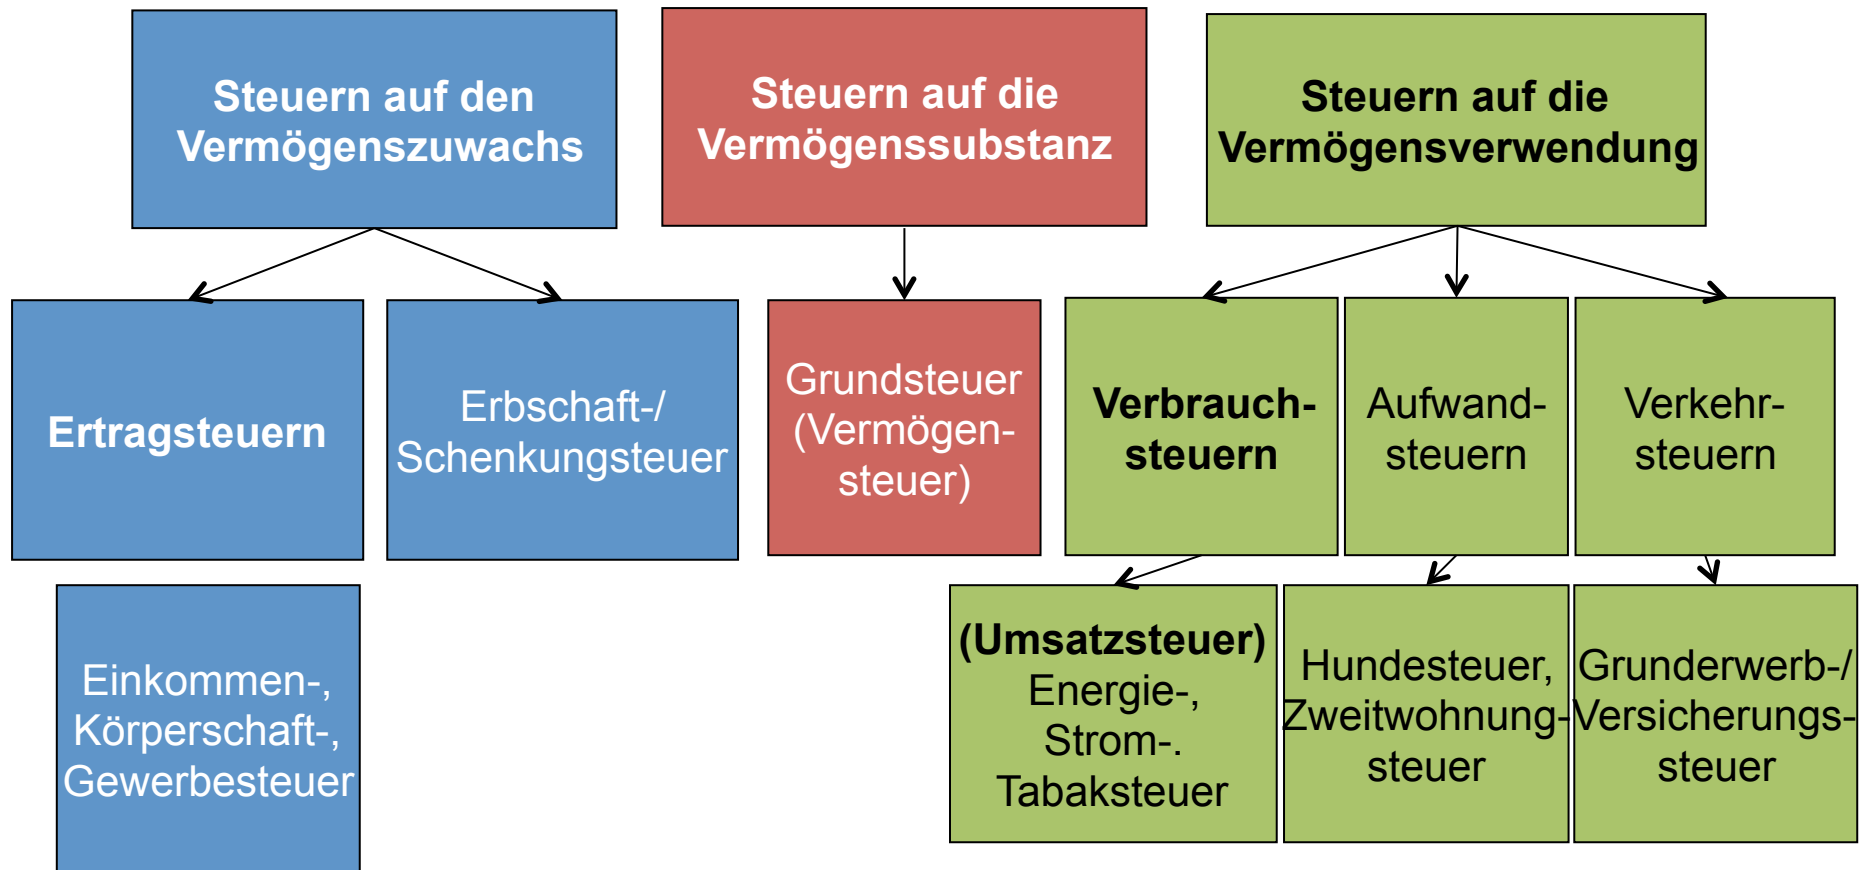 Steuern auf den
Vermögenszuwachs
Steuern auf die
Vermögenssubstanz
Steuern auf die
Vermögensverwendung
Ertragsteuern
Erbschaft-/
Schenkungsteuer
Grundsteuer
(Vermögen-
steuer)
Verbrauch-
steuern
Aufwand-
steuern
Verkehr-
steuern
Einkommen-,
Körperschaft-,
Gewerbesteuer
(Umsatzsteuer)
Energie-,
Strom-.
Tabaksteuer
Hundesteuer,
Zweitwohnung-
steuer
Grunderwerb-/
Versicherungs-
steuer